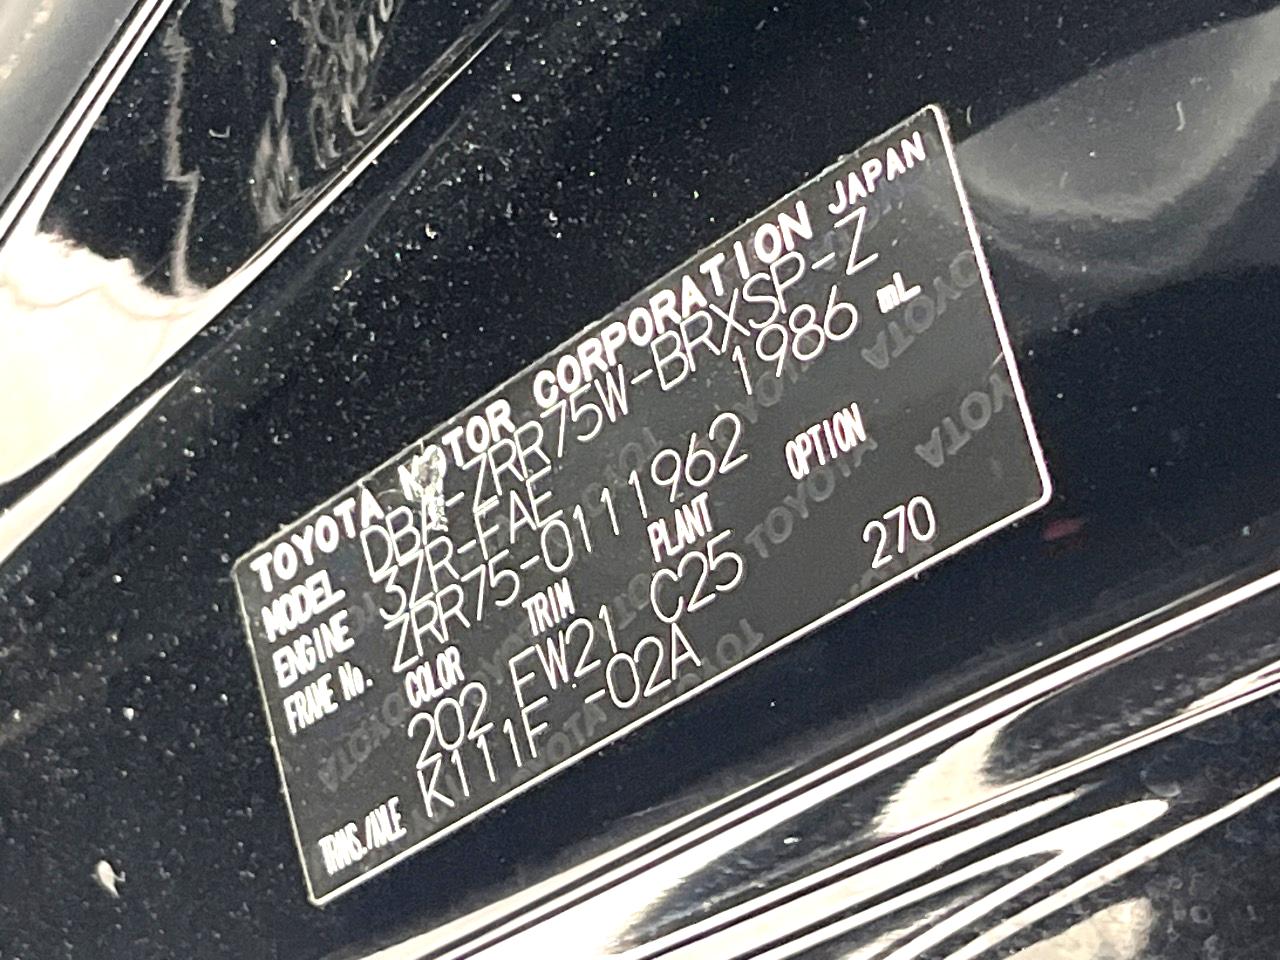 TOYOTA MOTOR CORPORATION JAPAN
MODEL DBA-ZRR75W-BRXSP-Z
ENGINE 3ZR-FAE 1986 mL
FRAME No. ZRR75-0111962
COLOR TRIM PLANT OPTION
202 FW21 C25 270
TRANS./AXLE K111F -02A